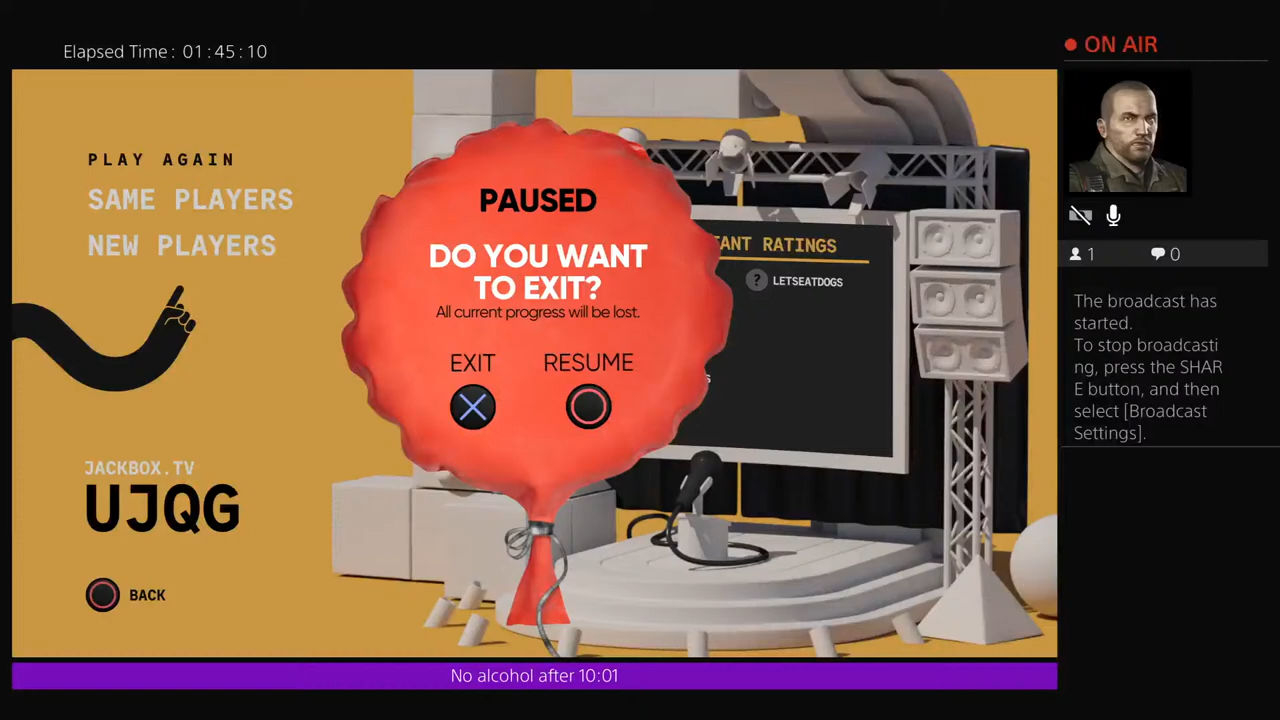 Elapsed Time: 01:45:10
ON AIR
PLAY AGAIN
SAME PLAYERS
NEW PLAYERS
PAUSED
DO YOU WANT
TO EXIT?
All current progress will be lost.
EXIT
RESUME
RATINGS
? LETSEATDOGS
JACKBOX.TV
UJQG
BACK
1
0
The broadcast has
started.
To stop broadcasti
ng, press the SHAR
E button, and then
select [Broadcast
Settings].
No alcohol after 10:01